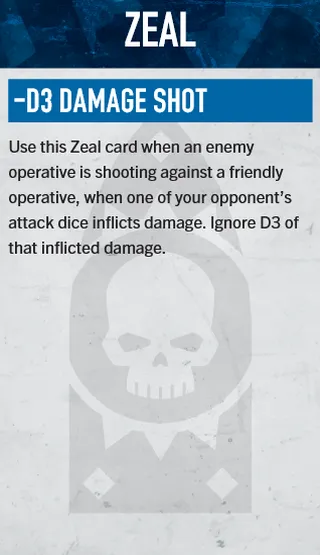 ZEAL
-D3 DAMAGE SHOT
Use this Zeal card when an enemy
operative is shooting against a friendly
operative, when one of your opponent’s
attack dice inflicts damage. Ignore D3 of
that inflicted damage.